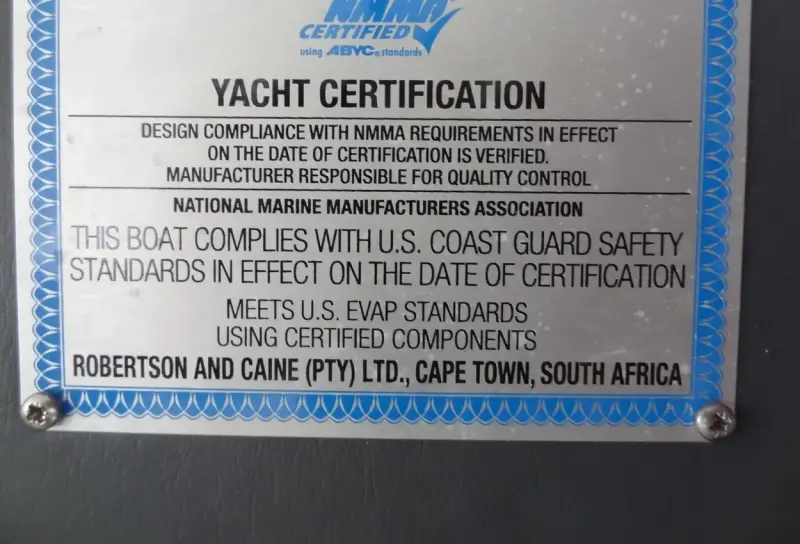 NMMA
CERTIFIED
using ABYC® standards
YACHT CERTIFICATION
DESIGN COMPLIANCE WITH NMMA REQUIREMENTS IN EFFECT
ON THE DATE OF CERTIFICATION IS VERIFIED.
MANUFACTURER RESPONSIBLE FOR QUALITY CONTROL
NATIONAL MARINE MANUFACTURERS ASSOCIATION
THIS BOAT COMPLIES WITH U.S. COAST GUARD SAFETY
STANDARDS IN EFFECT ON THE DATE OF CERTIFICATION
MEETS U.S. EVAP STANDARDS
USING CERTIFIED COMPONENTS
ROBERTSON AND CAINE (PTY) LTD., CAPE TOWN, SOUTH AFRICA